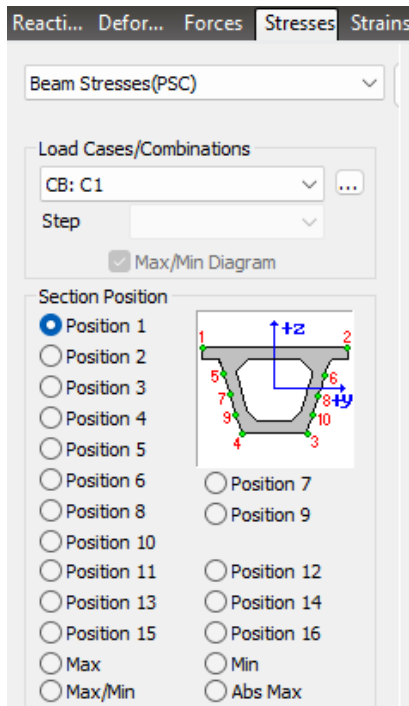 Reacti... Defor... Forces Stresses Strains
Beam Stresses(PSC)
Load Cases/Combinations
CB: C1 ...
Step
Max/Min Diagram
Section Position
Position 1
Position 2
Position 3
Position 4
Position 5
Position 6
Position 8
Position 10
1 +z 2
5 6
7 8 +y
9 10
4 3
Position 7
Position 9
Position 11 Position 12
Position 13 Position 14
Position 15 Position 16
Max Min
Max/Min Abs Max